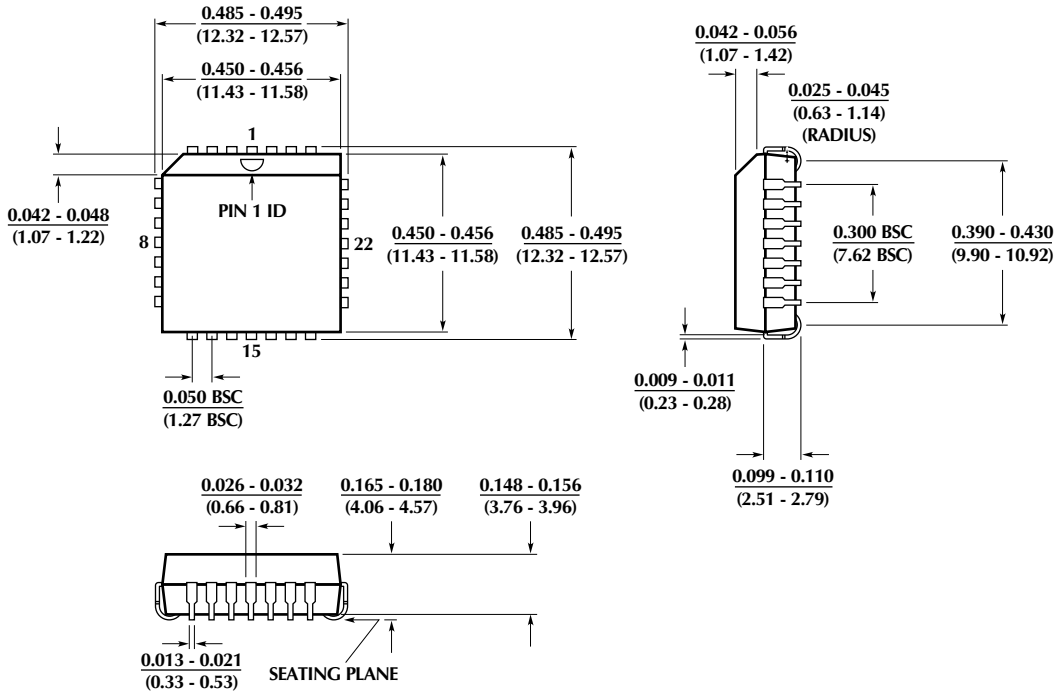 0.485 - 0.495
(12.32 - 12.57)
0.450 - 0.456
(11.43 - 11.58)
1
0.042 - 0.048
(1.07 - 1.22)
PIN 1 ID
8
22
0.450 - 0.456
(11.43 - 11.58)
0.485 - 0.495
(12.32 - 12.57)
15
0.050 BSC
(1.27 BSC)
0.042 - 0.056
(1.07 - 1.42)
0.025 - 0.045
(0.63 - 1.14)
(RADIUS)
0.300 BSC
(7.62 BSC)
0.390 - 0.430
(9.90 - 10.92)
0.009 - 0.011
(0.23 - 0.28)
0.099 - 0.110
(2.51 - 2.79)
0.026 - 0.032
(0.66 - 0.81)
0.165 - 0.180
(4.06 - 4.57)
0.148 - 0.156
(3.76 - 3.96)
0.013 - 0.021
(0.33 - 0.53)
SEATING PLANE